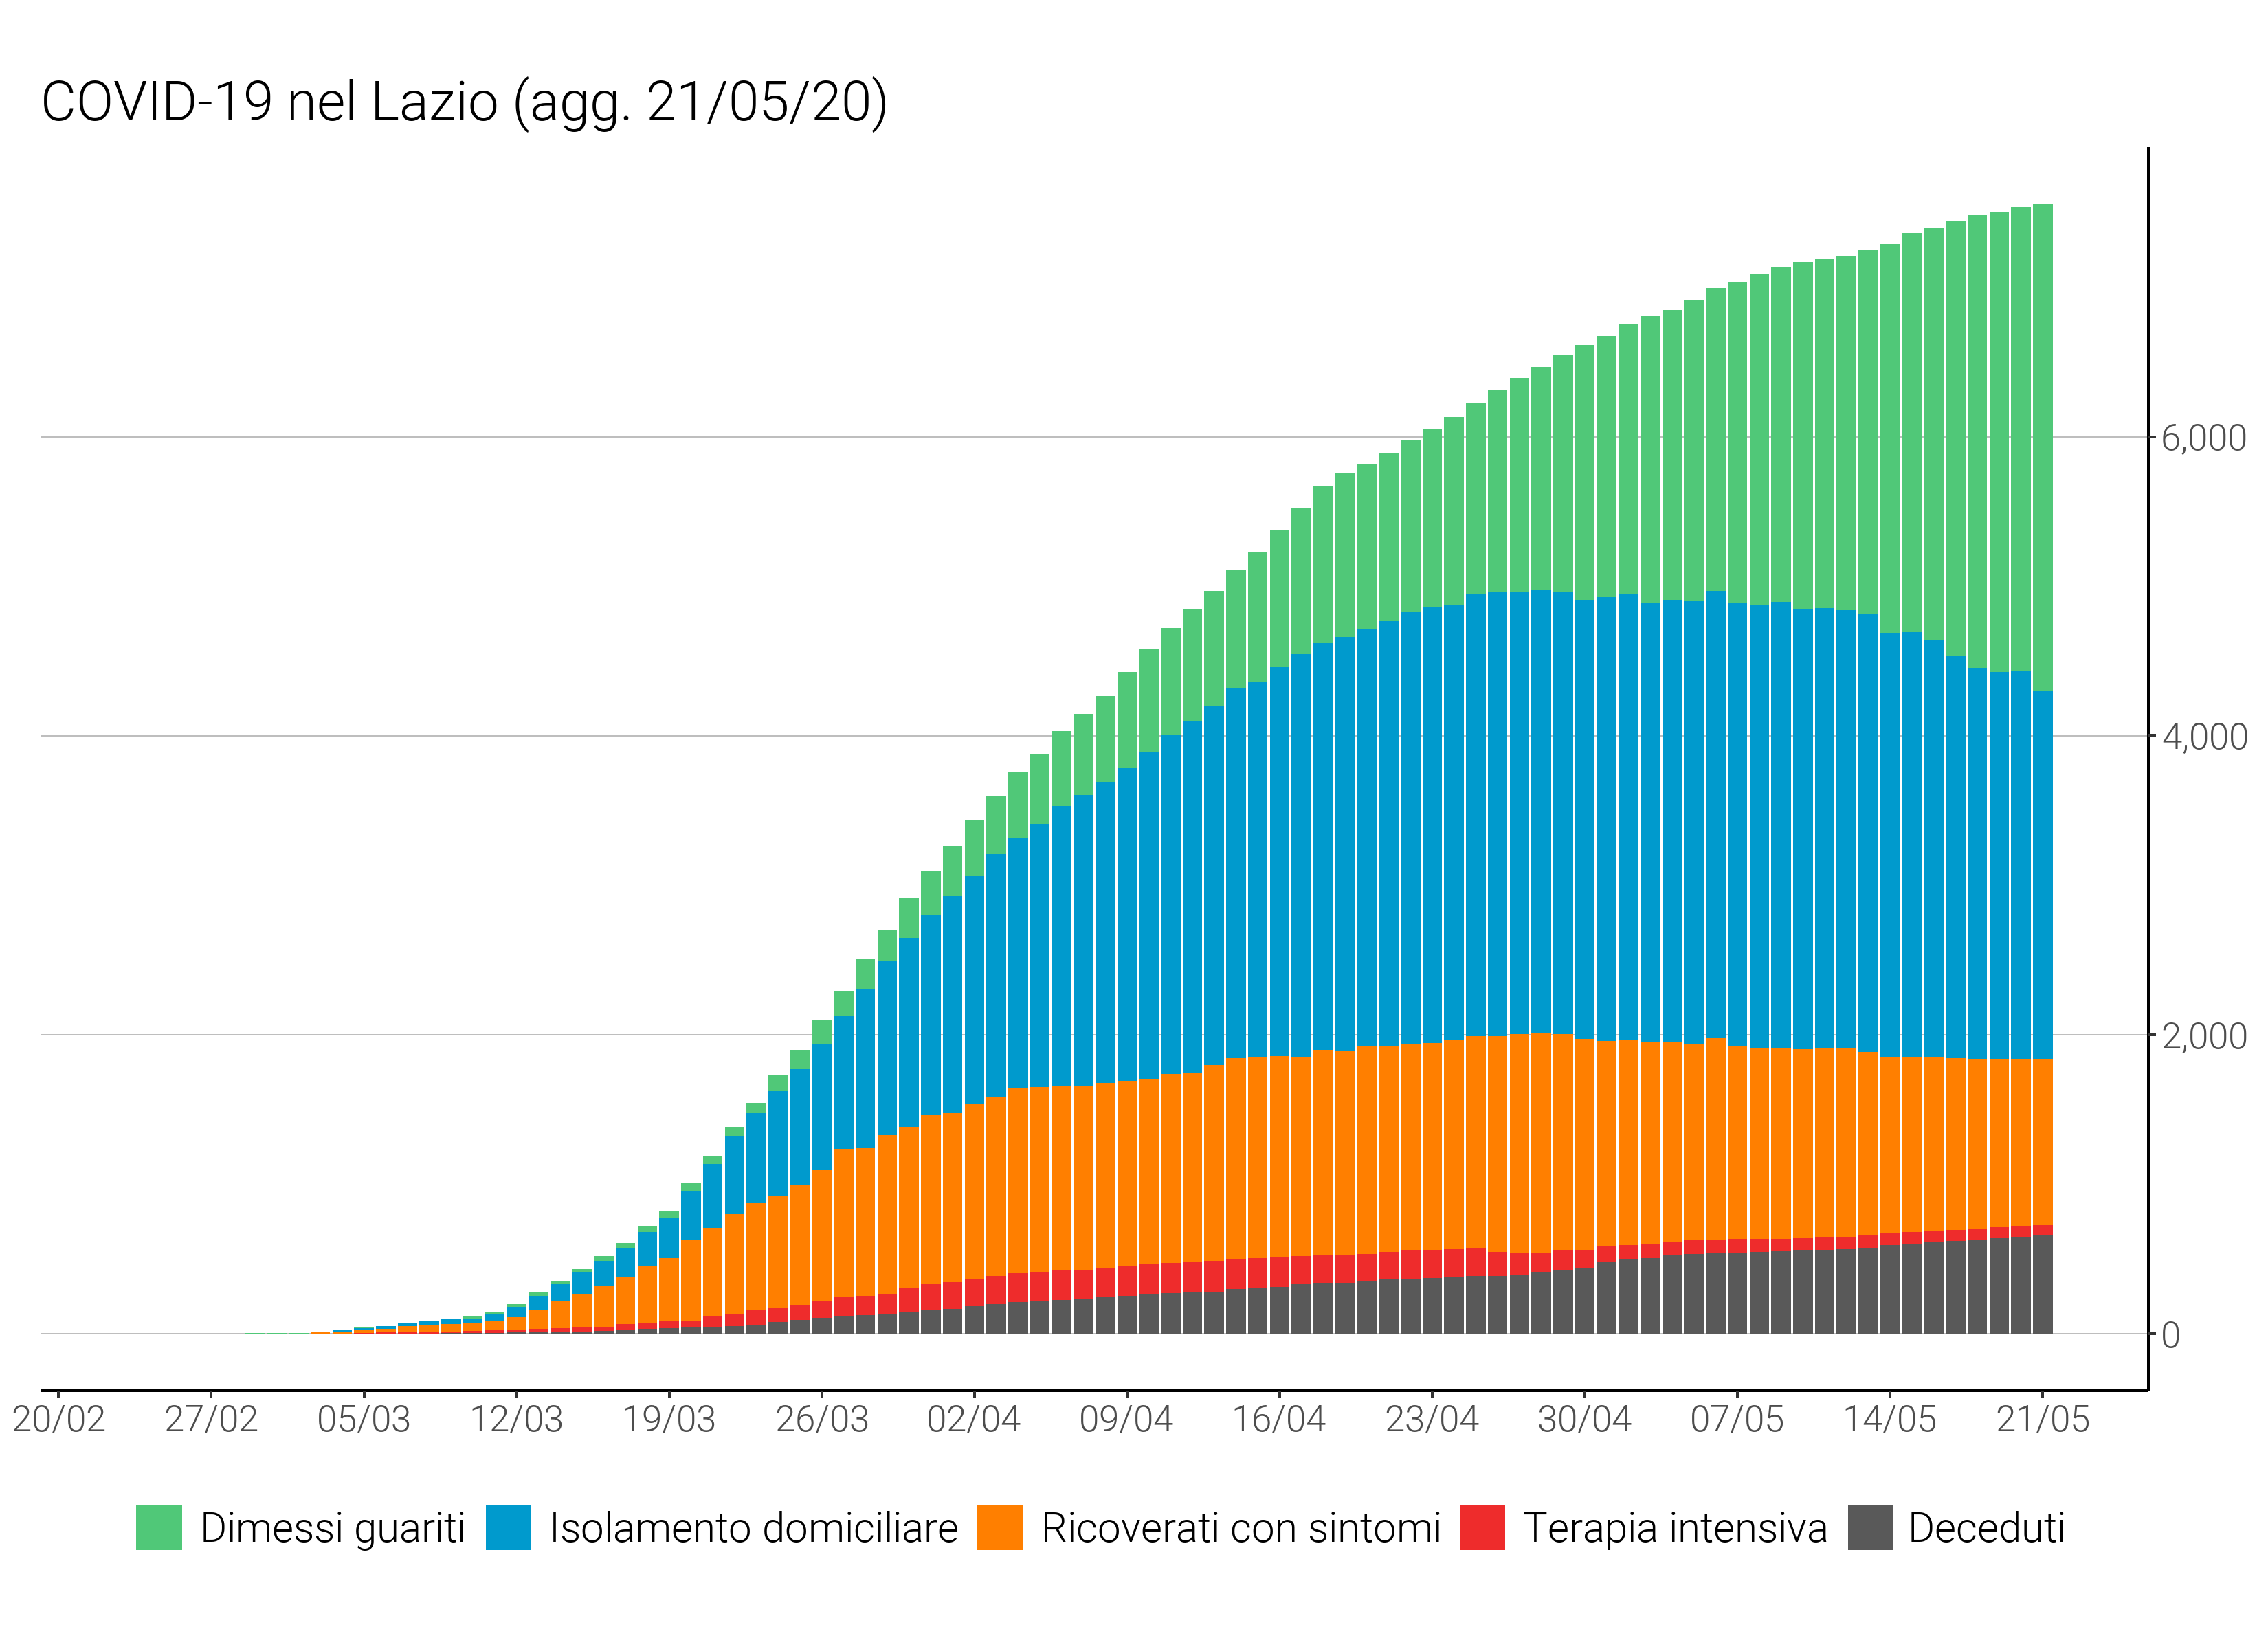 COVID-19 nel Lazio (agg. 21/05/20)
6,000
4,000
2,000
0
20/02 27/02 05/03 12/03 19/03 26/03 02/04 09/04 16/04 23/04 30/04 07/05 14/05 21/05
Dimessi guariti Isolamento domiciliare Ricoverati con sintomi Terapia intensiva Deceduti